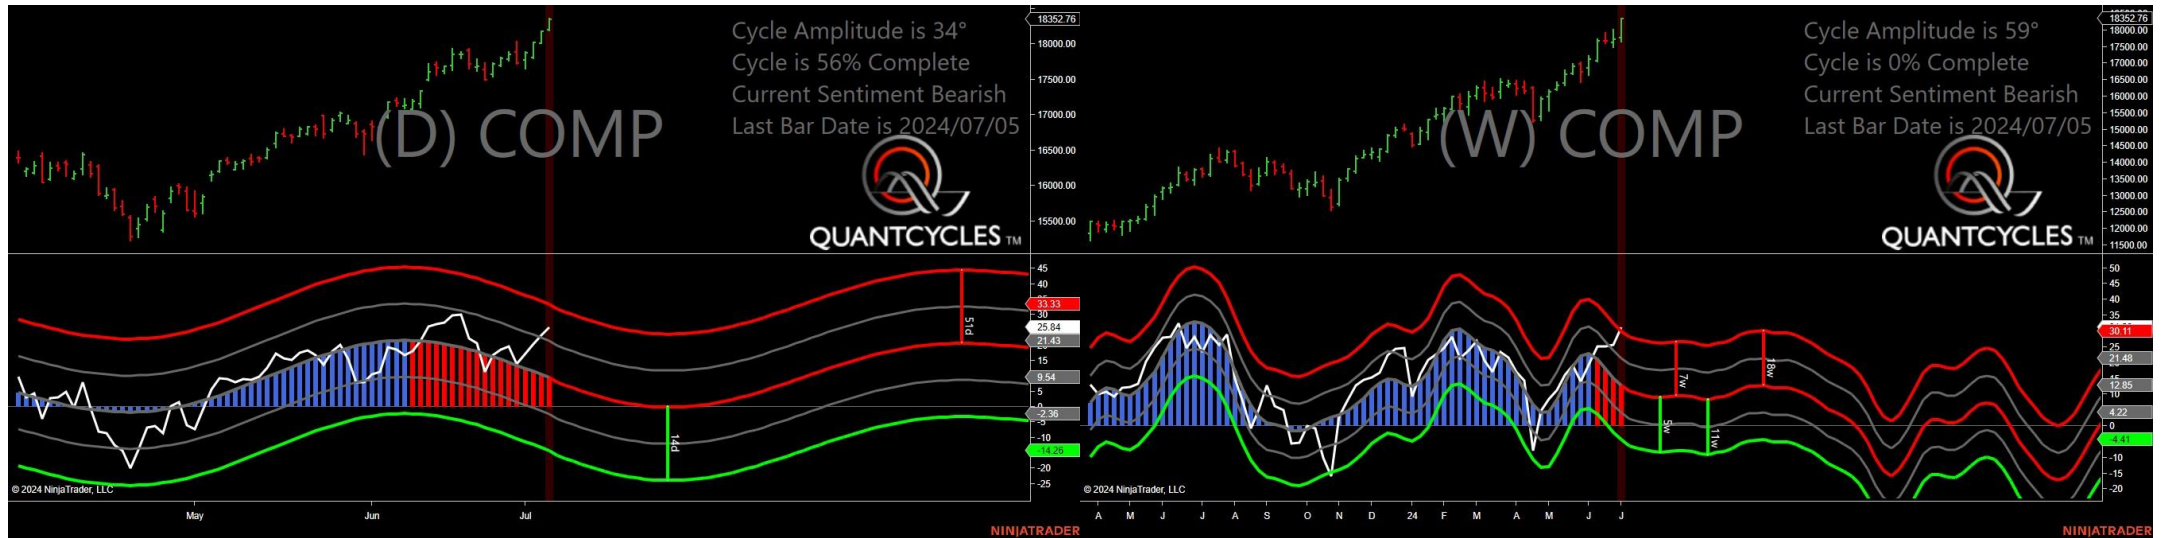 Cycle Amplitude is 34°
Cycle is 56% Complete
Current Sentiment Bearish
Last Bar Date is 2024/07/05
(D) COMP
QUANTCYCLES TM
18352.76
18000.00
17500.00
17000.00
16500.00
16000.00
15500.00
45
40
33.33
30
25.84
21.43
15
9.54
0
-2.36
-5
-10
-14.26
-20
-25
51d
14d
© 2024 NinjaTrader, LLC
May
Jun
Jul
NINJATRADER
Cycle Amplitude is 59°
Cycle is 0% Complete
Current Sentiment Bearish
Last Bar Date is 2024/07/05
(W) COMP
QUANTCYCLES TM
18352.76
18000.00
17500.00
17000.00
16500.00
16000.00
15500.00
15000.00
14500.00
14000.00
13500.00
13000.00
12500.00
12000.00
11500.00
50
45
40
35
30.11
25
21.48
15
12.85
4.22
0
-4.41
-10
-15
-20
7w
18w
5w
11w
© 2024 NinjaTrader, LLC
A M J J A S O N D 24 F M A M J J
NINJATRADER